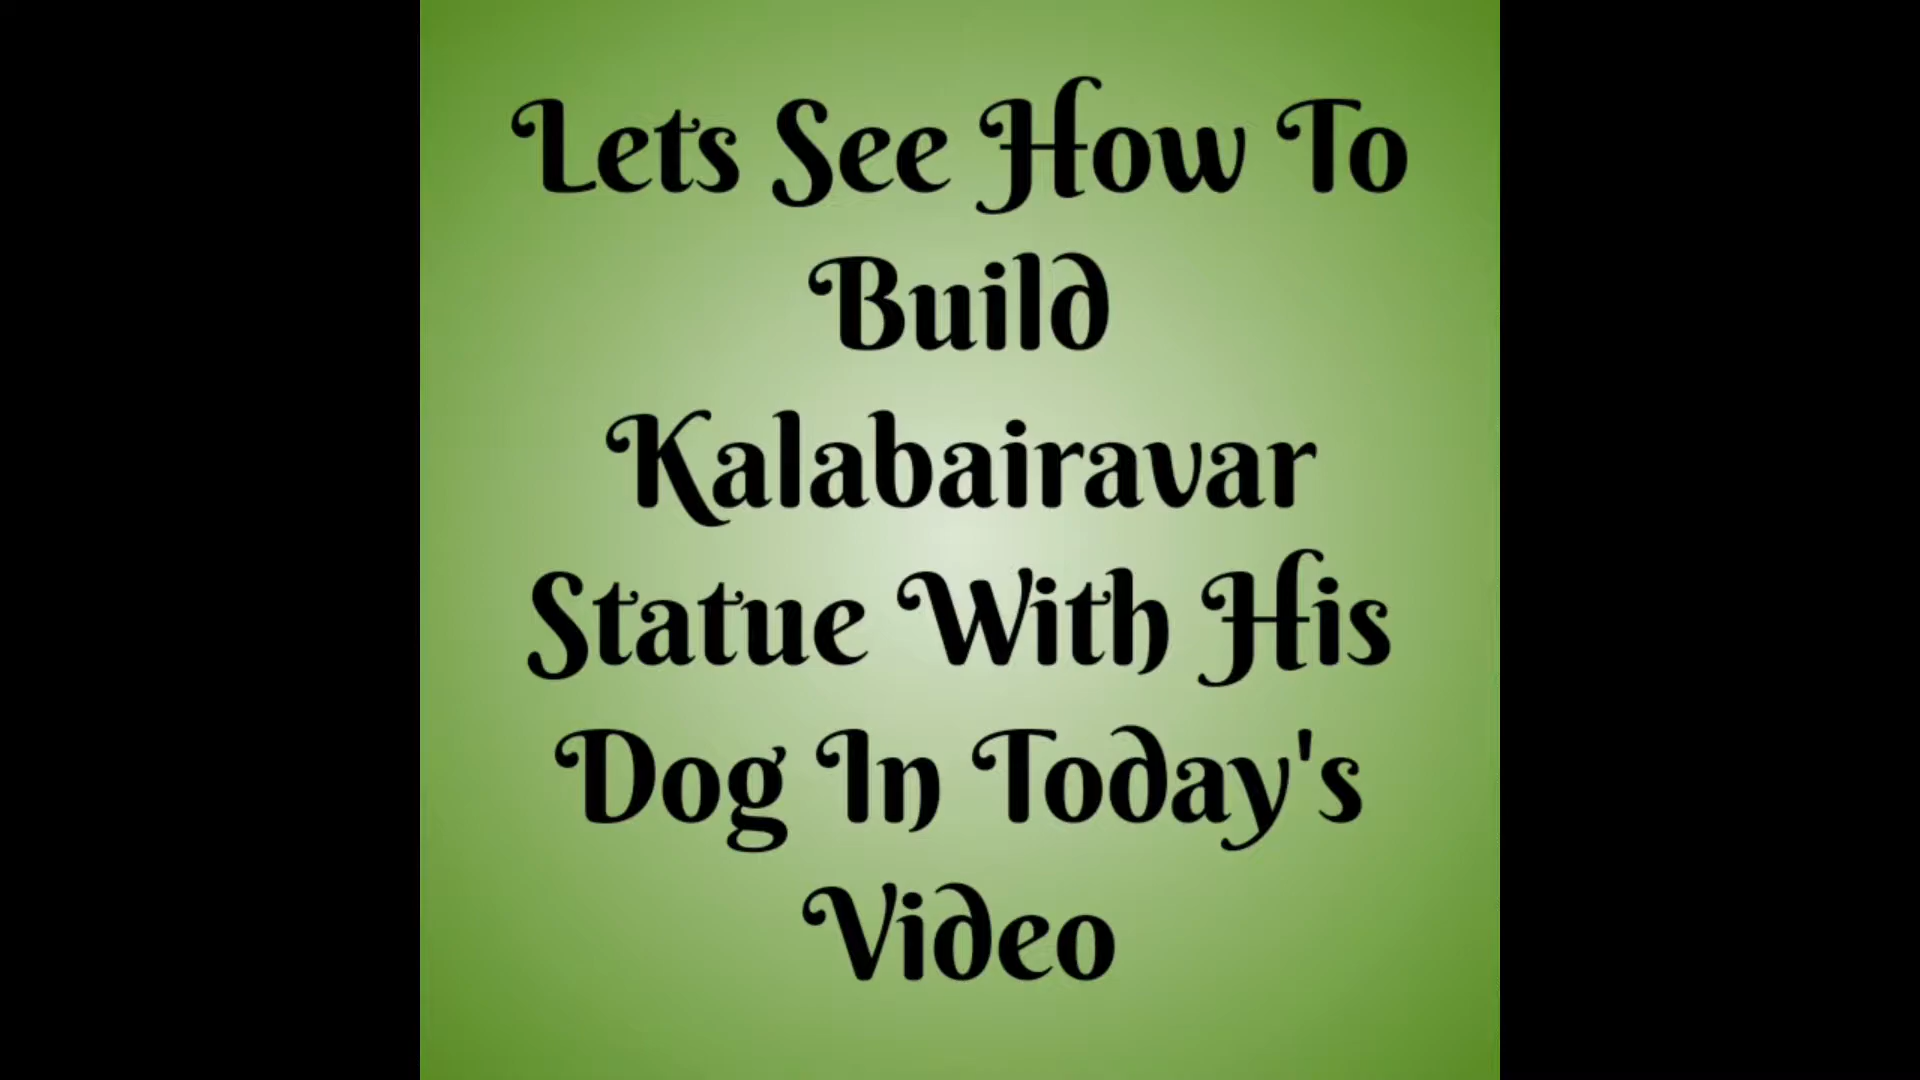 Lets See How To
Build
Kalabairavar
Statue With His
Dog In Today's
Video